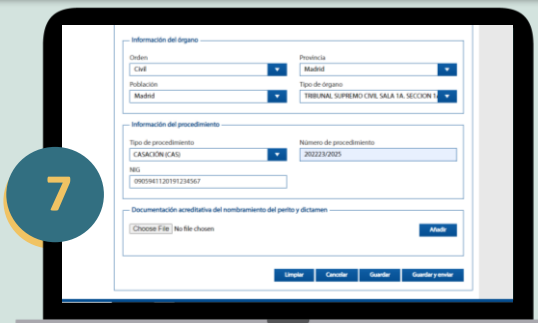 Información del órgano
Orden Provincia
Civil Madrid
Población Tipo de órgano
Madrid TRIBUNAL SUPREMO CIVIL SALA 1A. SECCION 1
Información del procedimiento
Tipo de procedimiento Número de procedimiento
CASACIÓN (CAS) 202223/2025
NIG
0905941120191234567
7
Documentación acreditativa del nombramiento del perito y dictamen
Choose File No file chosen Añadir
Limpiar Cancelar Guardar Guardar y enviar